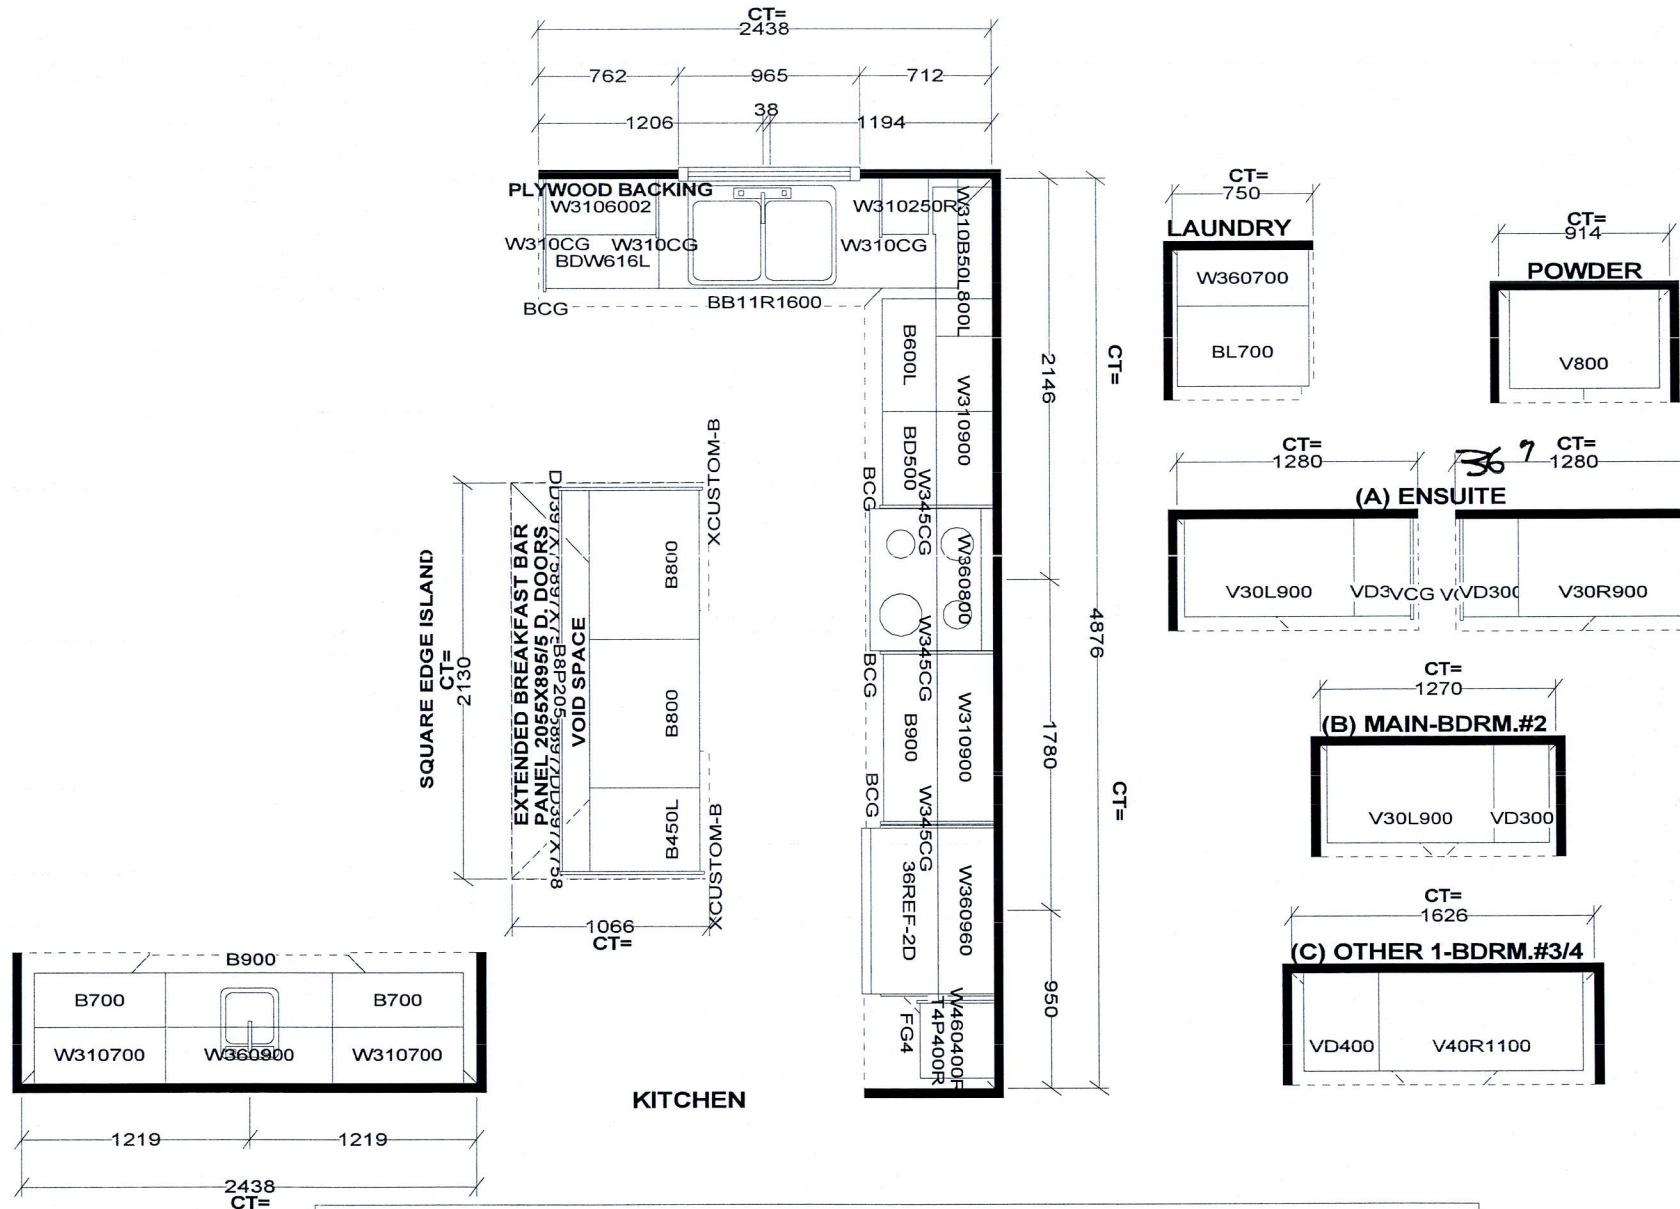 CT=
2438
762
965
712
38
1206
1194
PLYWOOD BACKING
W3106002
W310250R
W310B50L800L
W310CG
W310CG
W310CG
BDW616L
BCG
BB11R1600
B600L
W310900
BD500
BCG
W345CG
W360800
W345CG
BCG
B900
W310900
BCG
W345CG
36REF-2D
W360960
FG4
T4P400R
W460400R
2146
1780
950
4876
CT=
CT=
SQUARE EDGE ISLAND
CT=
2130
EXTENDED BREAKFAST BAR
PANEL 2055X895/5 D. DOORS
VOID SPACE
B800
B800
B450L
XCUSTOM-B
XCUSTOM-B
1066
CT=
B900
B700
B700
W310700
W360900
W310700
1219
1219
2438
CT=
KITCHEN
CT=
750
LAUNDRY
W360700
BL700
CT=
914
POWDER
V800
CT=
1280
36
CT=
1280
(A) ENSUITE
V30L900
VCG
VD300
V30R900
CT=
1270
(B) MAIN-BDRM.#2
V30L900
VD300
CT=
1626
(C) OTHER 1-BDRM.#3/4
VD400
V40R1100